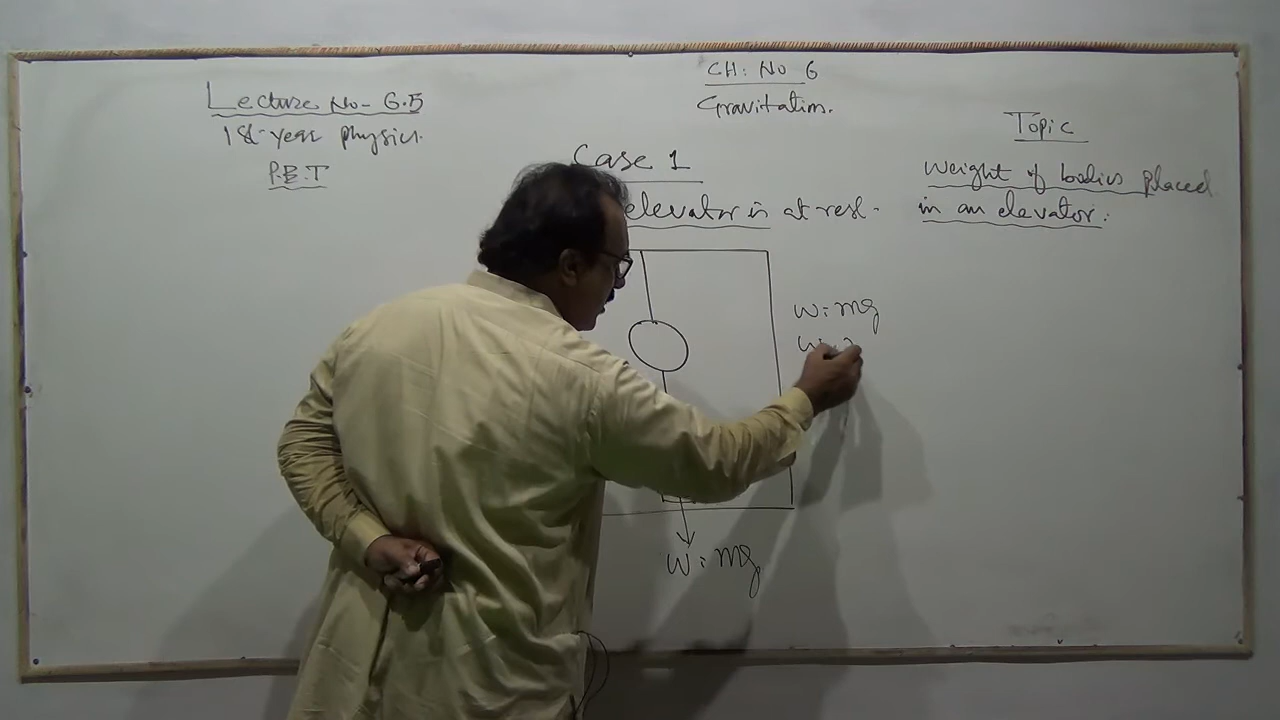 Lecture No- 6.5
1st-year physics.
P.B.T
CH: No 6
Gravitation.
Topic
Weight of bodies placed
in an elevator.
Case 1
elevator is at rest.
W=mg
W=
W=mg